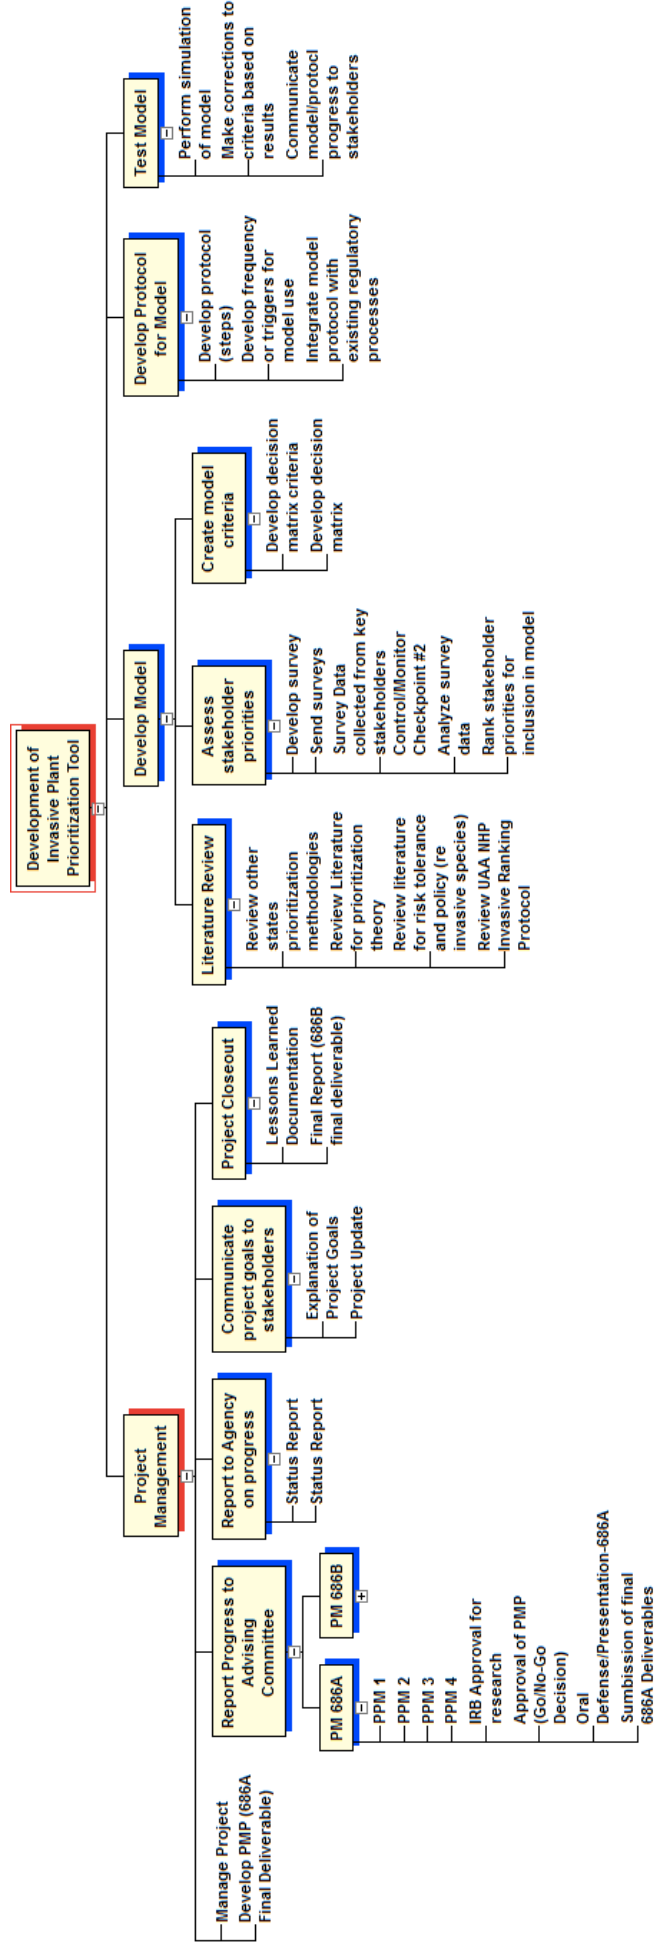 Development of
Invasive Plant
Prioritization Tool
Project
Management
Manage Project
Develop PMP (686A
Final Deliverable)
Report Progress to
Advising
Committee
PM 686A
PPM 1
PPM 2
PPM 3
PPM 4
IRB Approval for
research
Approval of PMP
(Go/No-Go
Decision)
Oral
Defense/Presentation-686A
Sumbission of final
686A Deliverables
PM 686B
Report to Agency
on progress
Status Report
Status Report
Communicate
project goals to
stakeholders
Explanation of
Project Goals
Project Update
Project Closeout
Lessons Learned
Documentation
Final Report (686B
final deliverable)
Develop Model
Literature Review
Review other
states
prioritization
methodologies
Review Literature
for prioritization
theory
Review literature
for risk tolerance
and policy (re
invasive species)
Review UAA NHP
Invasive Ranking
Protocol
Assess
stakeholder
priorities
Develop survey
Send surveys
Survey Data
collected from key
stakeholders
Control/Monitor
Checkpoint #2
Analyze survey
data
Rank stakeholder
priorities for
inclusion in model
Create model
criteria
Develop decision
matrix criteria
Develop decision
matrix
Develop Protocol
for Model
Develop protocol
(steps)
Develop frequency
or triggers for
model use
Integrate model
protocol with
existing regulatory
processes
Test Model
Perform simulation
of model
Make corrections to
criteria based on
results
Communicate
model/protocl
progress to
stakeholders